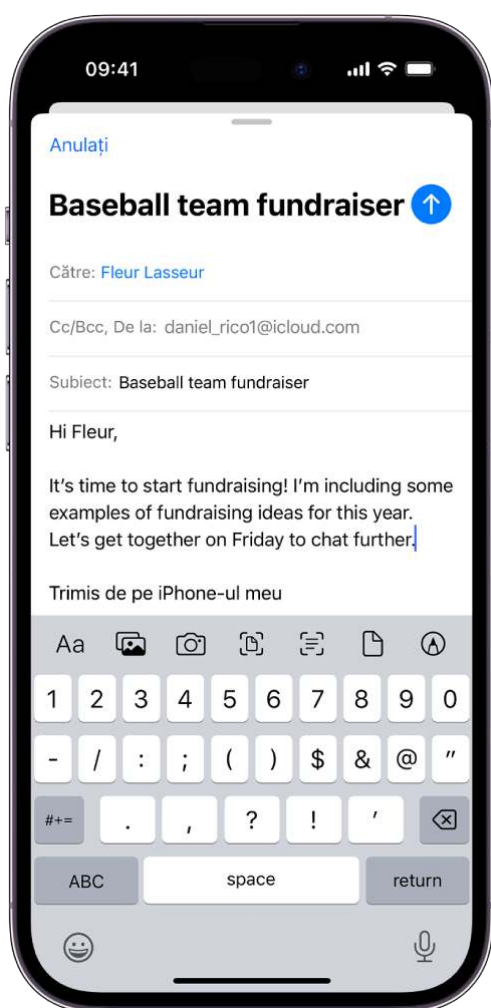 09:41
Anulați
Baseball team fundraiser
Către: Fleur Lasseur
Cc/Bcc, De la: daniel_rico1@icloud.com
Subiect: Baseball team fundraiser
Hi Fleur,
It’s time to start fundraising! I’m including some
examples of fundraising ideas for this year.
Let’s get together on Friday to chat further.
Trimis de pe iPhone-ul meu
Aa
1 2 3 4 5 6 7 8 9 0
- / : ; ( ) $ & @ "
#+= . , ? ! ’
ABC space return